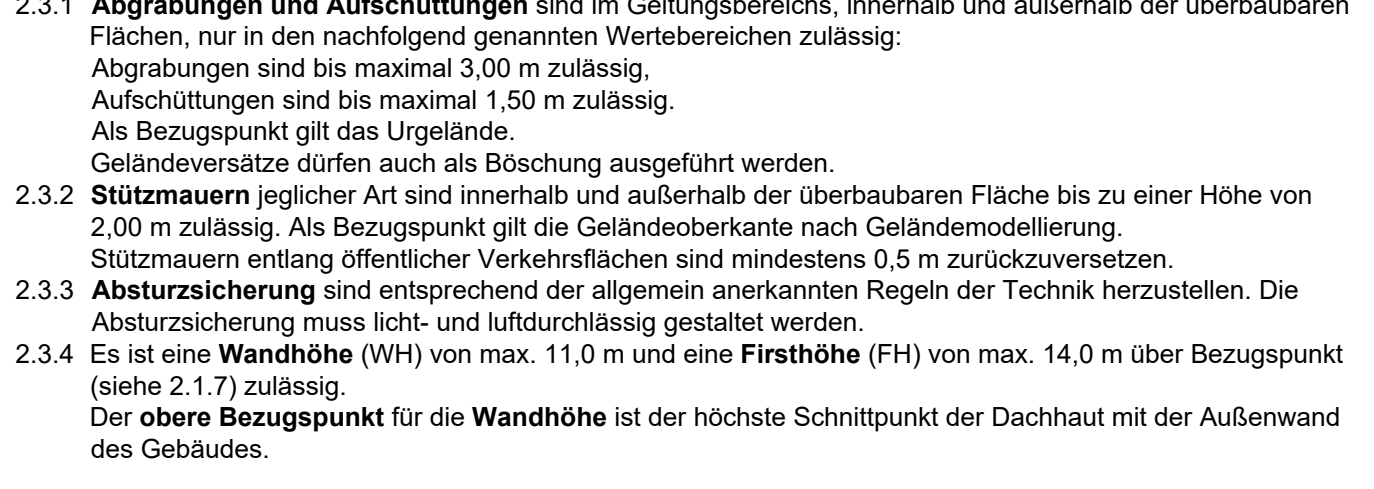 2.3.1 Abgrabungen und Aufschüttungen sind im Geltungsbereichs, innerhalb und außerhalb der überbaubaren
Flächen, nur in den nachfolgend genannten Wertebereichen zulässig:
Abgrabungen sind bis maximal 3,00 m zulässig,
Aufschüttungen sind bis maximal 1,50 m zulässig.
Als Bezugspunkt gilt das Urgelände.
Geländeversätze dürfen auch als Böschung ausgeführt werden.
2.3.2 Stützmauern jeglicher Art sind innerhalb und außerhalb der überbaubaren Fläche bis zu einer Höhe von
2,00 m zulässig. Als Bezugspunkt gilt die Geländeoberkante nach Geländemodellierung.
Stützmauern entlang öffentlicher Verkehrsflächen sind mindestens 0,5 m zurückzuversetzen.
2.3.3 Absturzsicherung sind entsprechend der allgemein anerkannten Regeln der Technik herzustellen. Die
Absturzsicherung muss licht- und luftdurchlässig gestaltet werden.
2.3.4 Es ist eine Wandhöhe (WH) von max. 11,0 m und eine Firsthöhe (FH) von max. 14,0 m über Bezugspunkt
(siehe 2.1.7) zulässig.
Der obere Bezugspunkt für die Wandhöhe ist der höchste Schnittpunkt der Dachhaut mit der Außenwand
des Gebäudes.